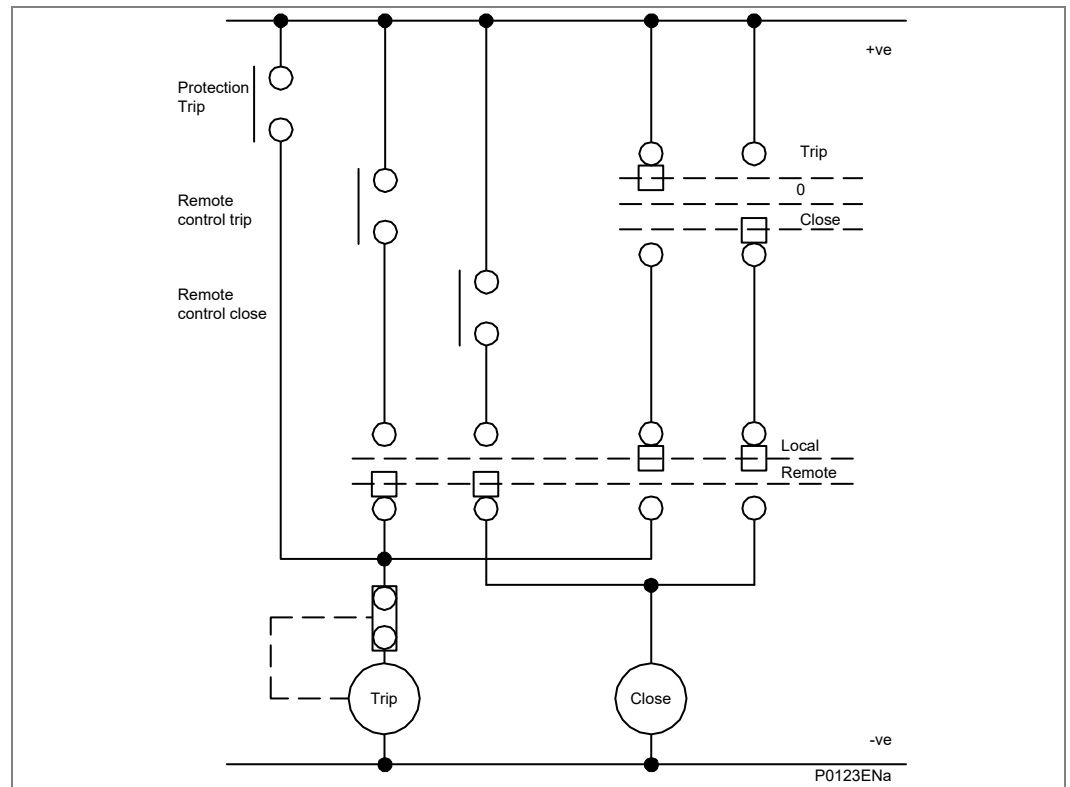 +ve
Protection
Trip
Trip
0
Close
Remote
control trip
Remote
control close
Local
Remote
Trip
Close
-ve
P0123ENa